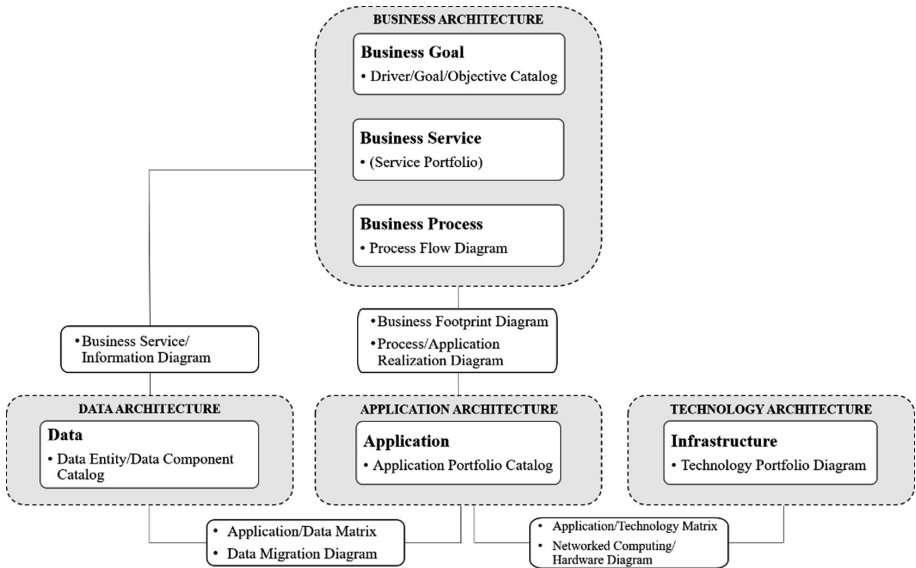 BUSINESS ARCHITECTURE
Business Goal
• Driver/Goal/Objective Catalog
Business Service
• (Service Portfolio)
Business Process
• Process Flow Diagram
• Business Service/
Information Diagram
• Business Footprint Diagram
• Process/Application
Realization Diagram
DATA ARCHITECTURE
Data
• Data Entity/Data Component
Catalog
APPLICATION ARCHITECTURE
Application
• Application Portfolio Catalog
TECHNOLOGY ARCHITECTURE
Infrastructure
• Technology Portfolio Diagram
• Application/Data Matrix
• Data Migration Diagram
• Application/Technology Matrix
• Networked Computing/
Hardware Diagram